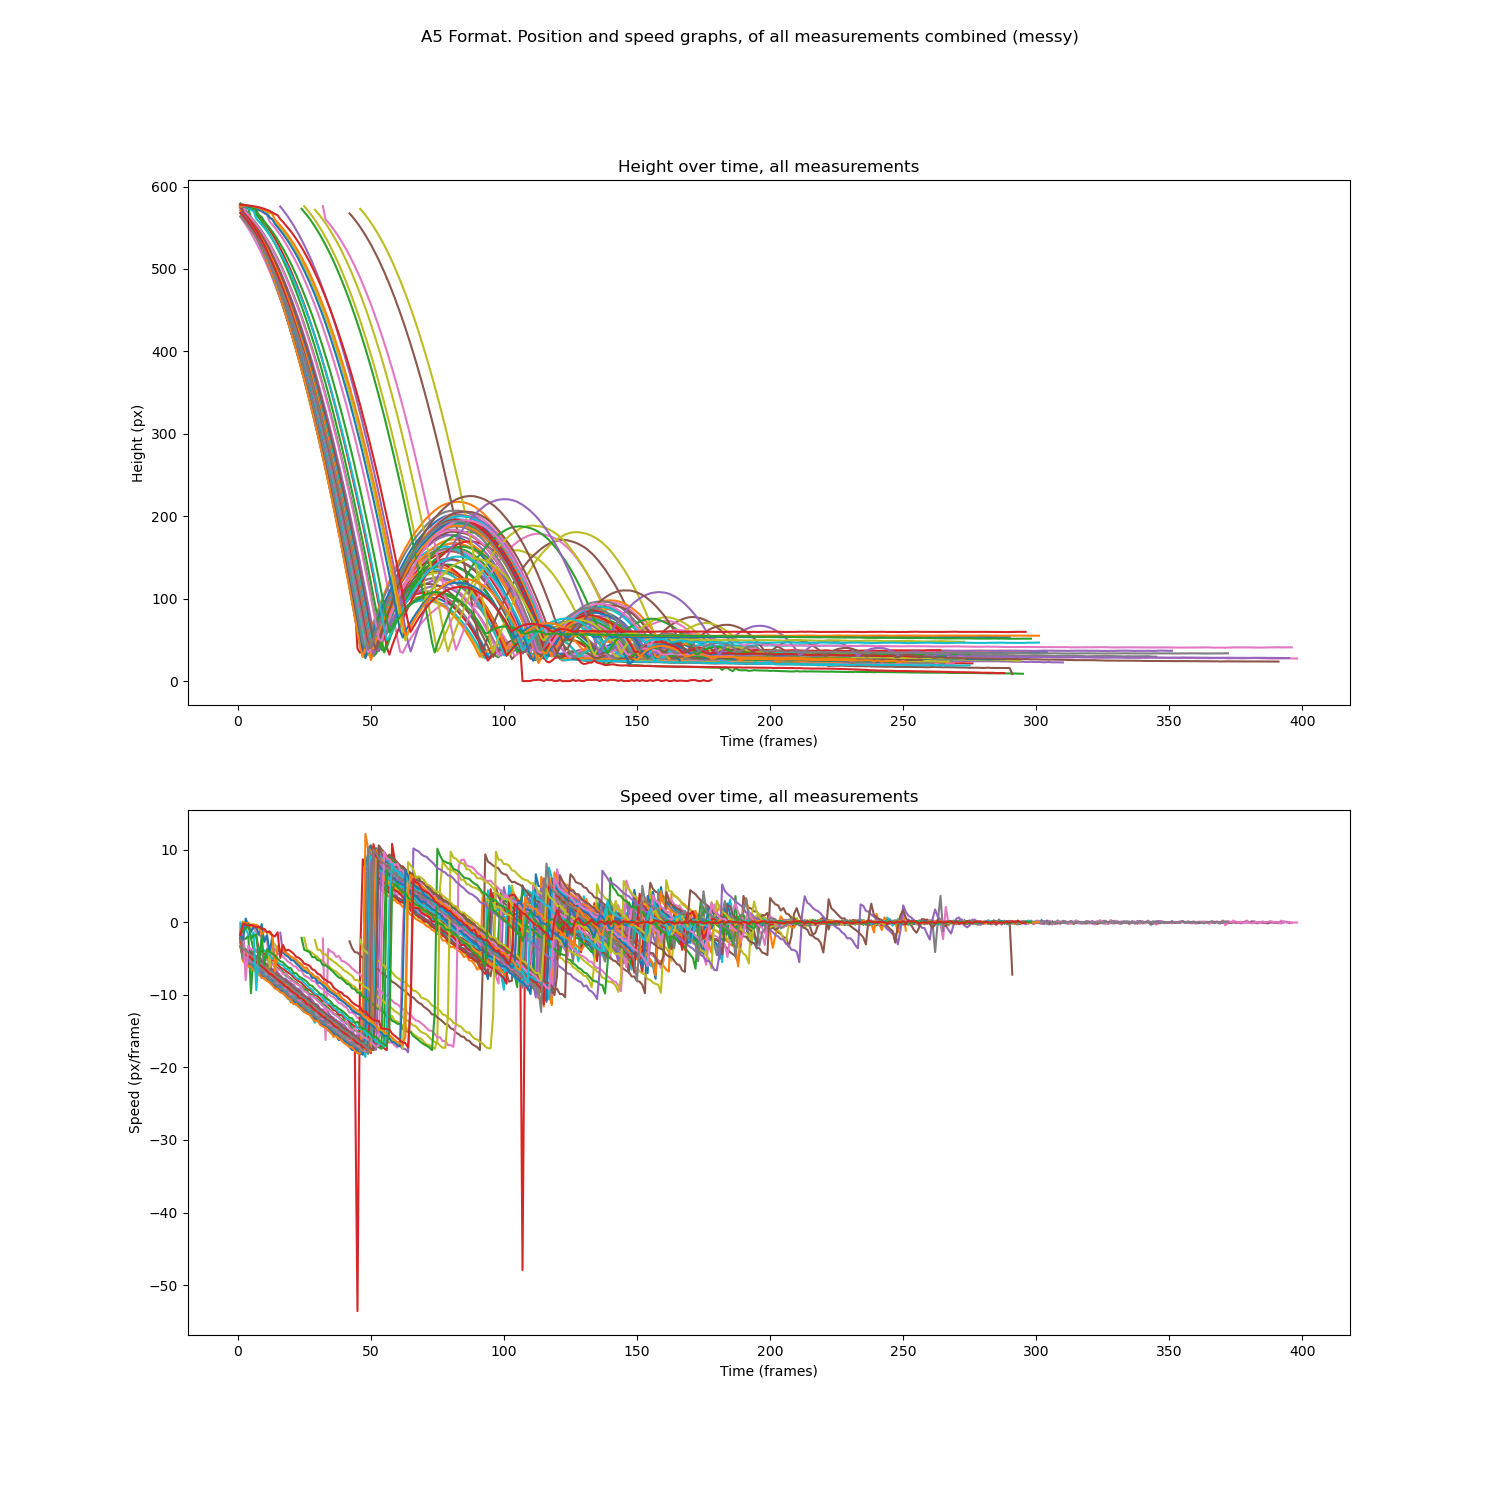 A5 Format. Position and speed graphs, of all measurements combined (messy)
Height over time, all measurements
600
500
400
300
200
100
0
Height (px)
0 50 100 150 200 250 300 350 400
Time (frames)
Speed over time, all measurements
10
0
−10
−20
−30
−40
−50
Speed (px/frame)
0 50 100 150 200 250 300 350 400
Time (frames)